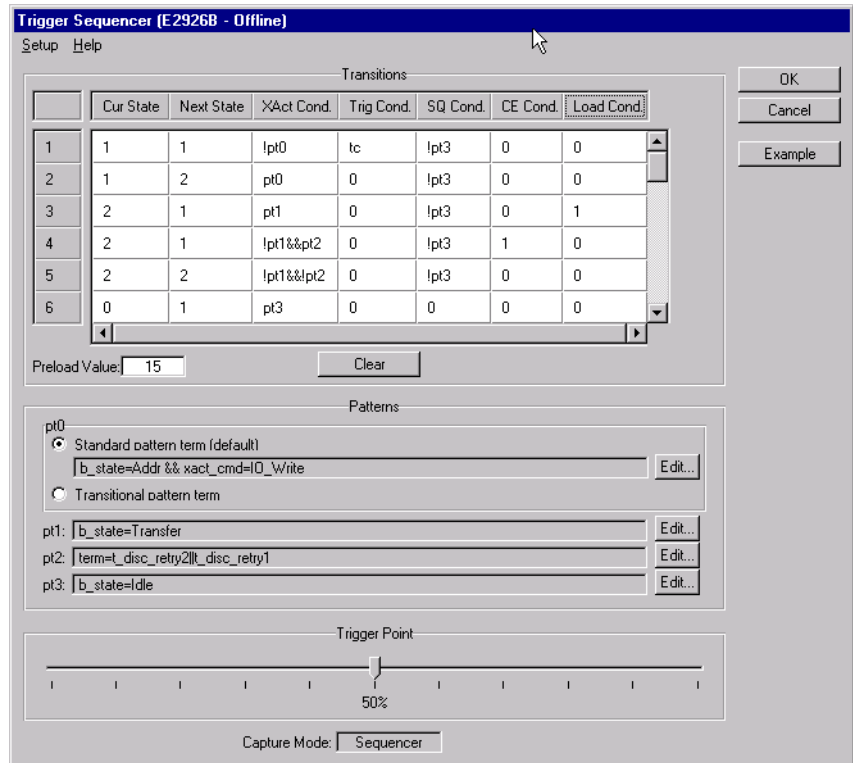 Trigger Sequencer (E2926B - Offline)
Setup Help
Transitions
Cur State Next State XAct Cond. Trig Cond. SQ Cond. CE Cond. Load Cond.
1 1 1 !pt0 tc !pt3 0 0
2 1 2 pt0 0 !pt3 0 0
3 2 1 pt1 0 !pt3 0 1
4 2 1 !pt1&&pt2 0 !pt3 1 0
5 2 2 !pt1&&!pt2 0 !pt3 0 0
6 0 1 pt3 0 0 0 0
Preload Value: 15 Clear
OK
Cancel
Example
Patterns
pt0
Standard pattern term (default)
b_state=Addr && xact_cmd=IO_Write Edit...
Transitional pattern term
pt1: b_state=Transfer Edit...
pt2: term=t_disc_retry2||t_disc_retry1 Edit...
pt3: b_state=Idle Edit...
Trigger Point
50%
Capture Mode: Sequencer